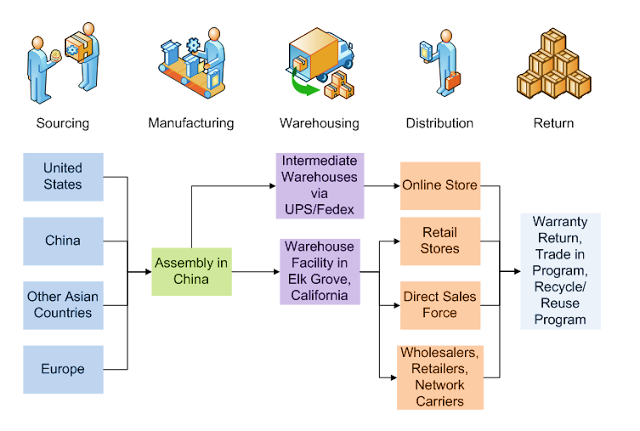 Sourcing
Manufacturing
Warehousing
Distribution
Return
United
States
China
Other Asian
Countries
Europe
Assembly in
China
Intermediate
Warehouses
via
UPS/Fedex
Warehouse
Facility in
Elk Grove,
California
Online Store
Retail
Stores
Direct Sales
Force
Wholesalers,
Retailers,
Network
Carriers
Warranty
Return,
Trade in
Program,
Recycle/
Reuse
Program